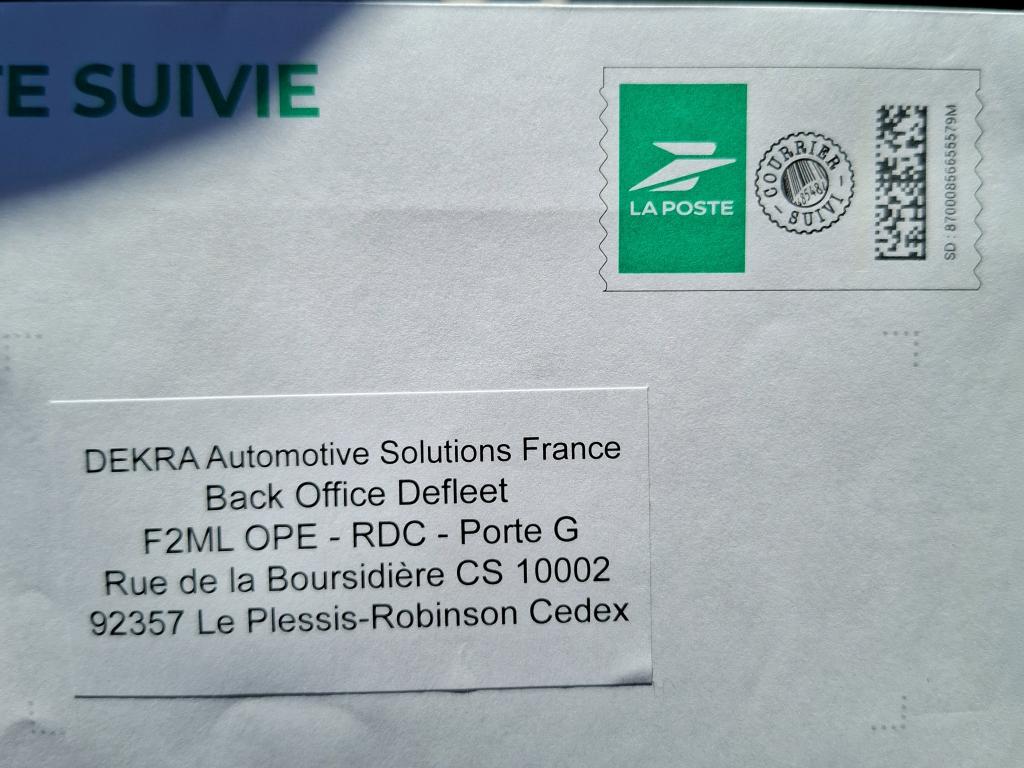 E SUIVIE
LA POSTE
COURRIER
SUIVI
SD : 87000856655579M
DEKRA Automotive Solutions France
Back Office Defleet
F2ML OPE - RDC - Porte G
Rue de la Boursidière CS 10002
92357 Le Plessis-Robinson Cedex